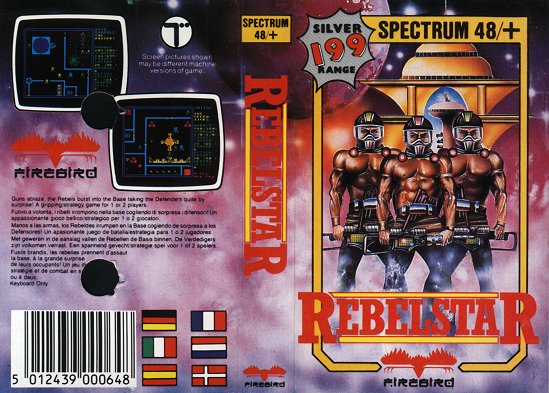 Screen pictures shown
may be different machine
versions of game.
FIREBIRD
Guns ablaze, the Rebels burst into the Base taking the Defenders quite by
surprise! A gripping strategy game for 1 or 2 players.
Fuoco a volontà, i ribelli irrompono nella base cogliendo di sorpresa i difensori! Un
appassionante gioco bellico strategico per 1 o 2 giocatori.
Manos a las armas, los Rebeldes irrumpen en la Base cogiendo de sorpresa a los
Defensores! Un apasionante juego de batalla/estrategia para 1 o 2 jugadores
Met geweren in de aanslag vallen de Rebellen de Base binnen. De Verdedigers
zijn volkomen verrast. Een spannend gevecht/strategie spel voor 1 of 2 spelers.
Fusils brandis, les rebelles prennent d'assaut
la base, à la grande surprise
de leurs occupants! Un jeu de
stratégie et de combat en s
ou à deux.
Keyboard Only
5 012439 000648
SPECTRUM
48/+
REBELSTAR
FIREBIRD
SILVER
199
RANGE
SPECTRUM 48/+
REBELSTAR
FIREBIRD